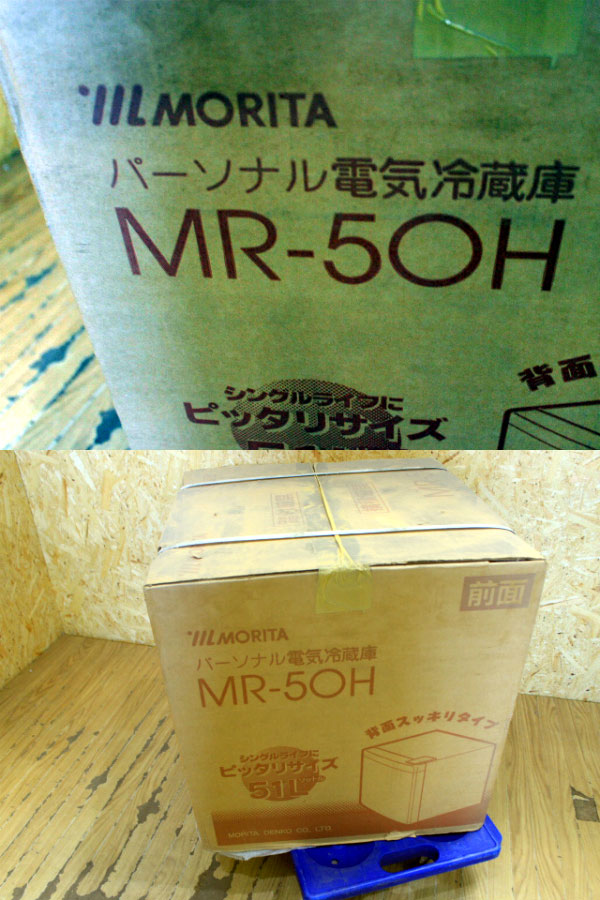 MORITA
パーソナル電気冷蔵庫
MR-50H
背面
シングルライフに
ピッタリサイズ
前面
MORITA
パーソナル電気冷蔵庫
MR-50H
背面スッキリタイプ
シングルライフに
ピッタリサイズ
51L
MORITA DENKO CO., LTD.